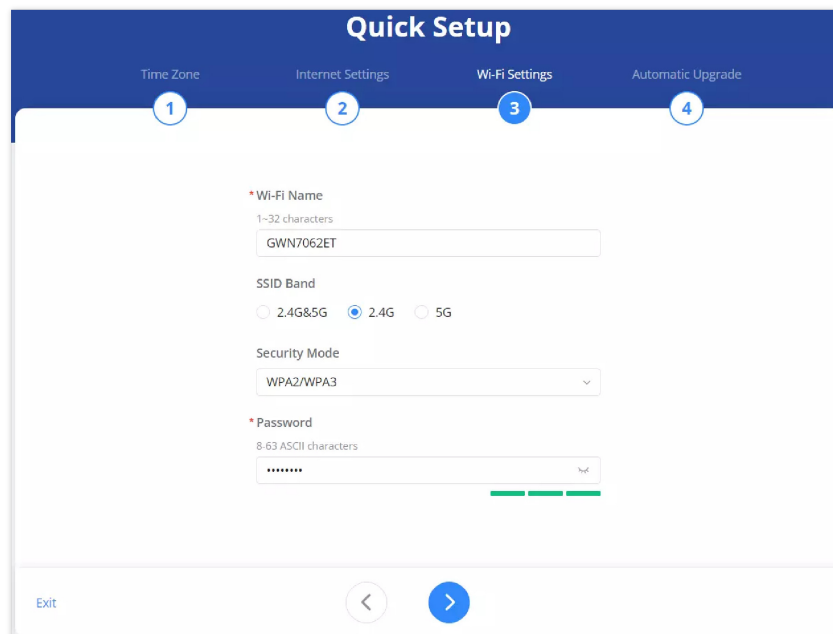 Quick Setup
Time Zone Internet Settings Wi-Fi Settings Automatic Upgrade
1 2 3 4
* Wi-Fi Name
1~32 characters
GWN7062ET
SSID Band
2.4G&5G 2.4G 5G
Security Mode
WPA2/WPA3
* Password
8-63 ASCII characters
••••••••
Exit